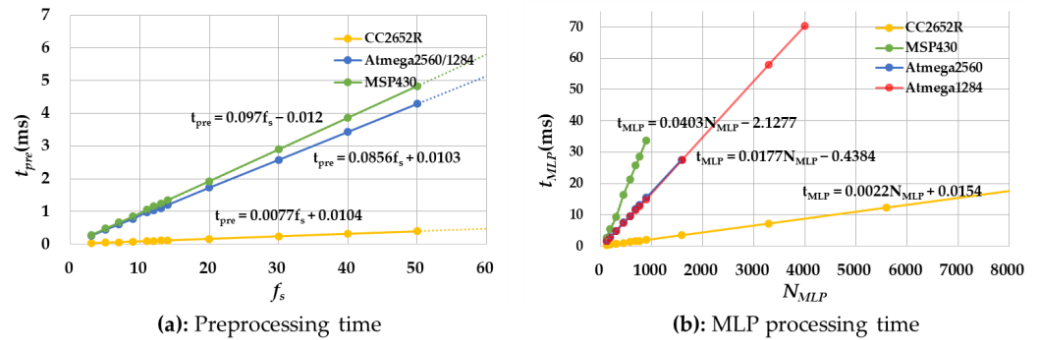 7
6
5
4
3
2
1
0
t_pre(ms)
CC2652R
Atmega2560/1284
MSP430
t_pre = 0.097f_s − 0.012
t_pre = 0.0856f_s + 0.0103
t_pre = 0.0077f_s + 0.0104
0 10 20 30 40 50 60
f_s
(a): Preprocessing time
70
60
50
40
30
20
10
0
t_MLP(ms)
CC2652R
MSP430
Atmega2560
Atmega1284
t_MLP = 0.0403N_MLP − 2.1277
t_MLP = 0.0177N_MLP − 0.4384
t_MLP = 0.0022N_MLP + 0.0154
0 1000 2000 3000 4000 5000 6000 7000 8000
N_MLP
(b): MLP processing time